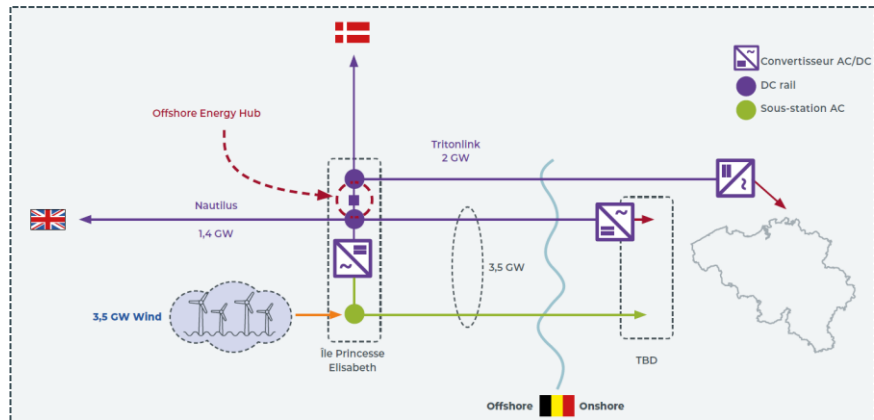 Convertisseur AC/DC
DC rail
Sous-station AC
Offshore Energy Hub
Tritonlink
2 GW
Nautilus
1,4 GW
3,5 GW
3,5 GW Wind
Île Princesse
Elisabeth
TBD
Offshore Onshore